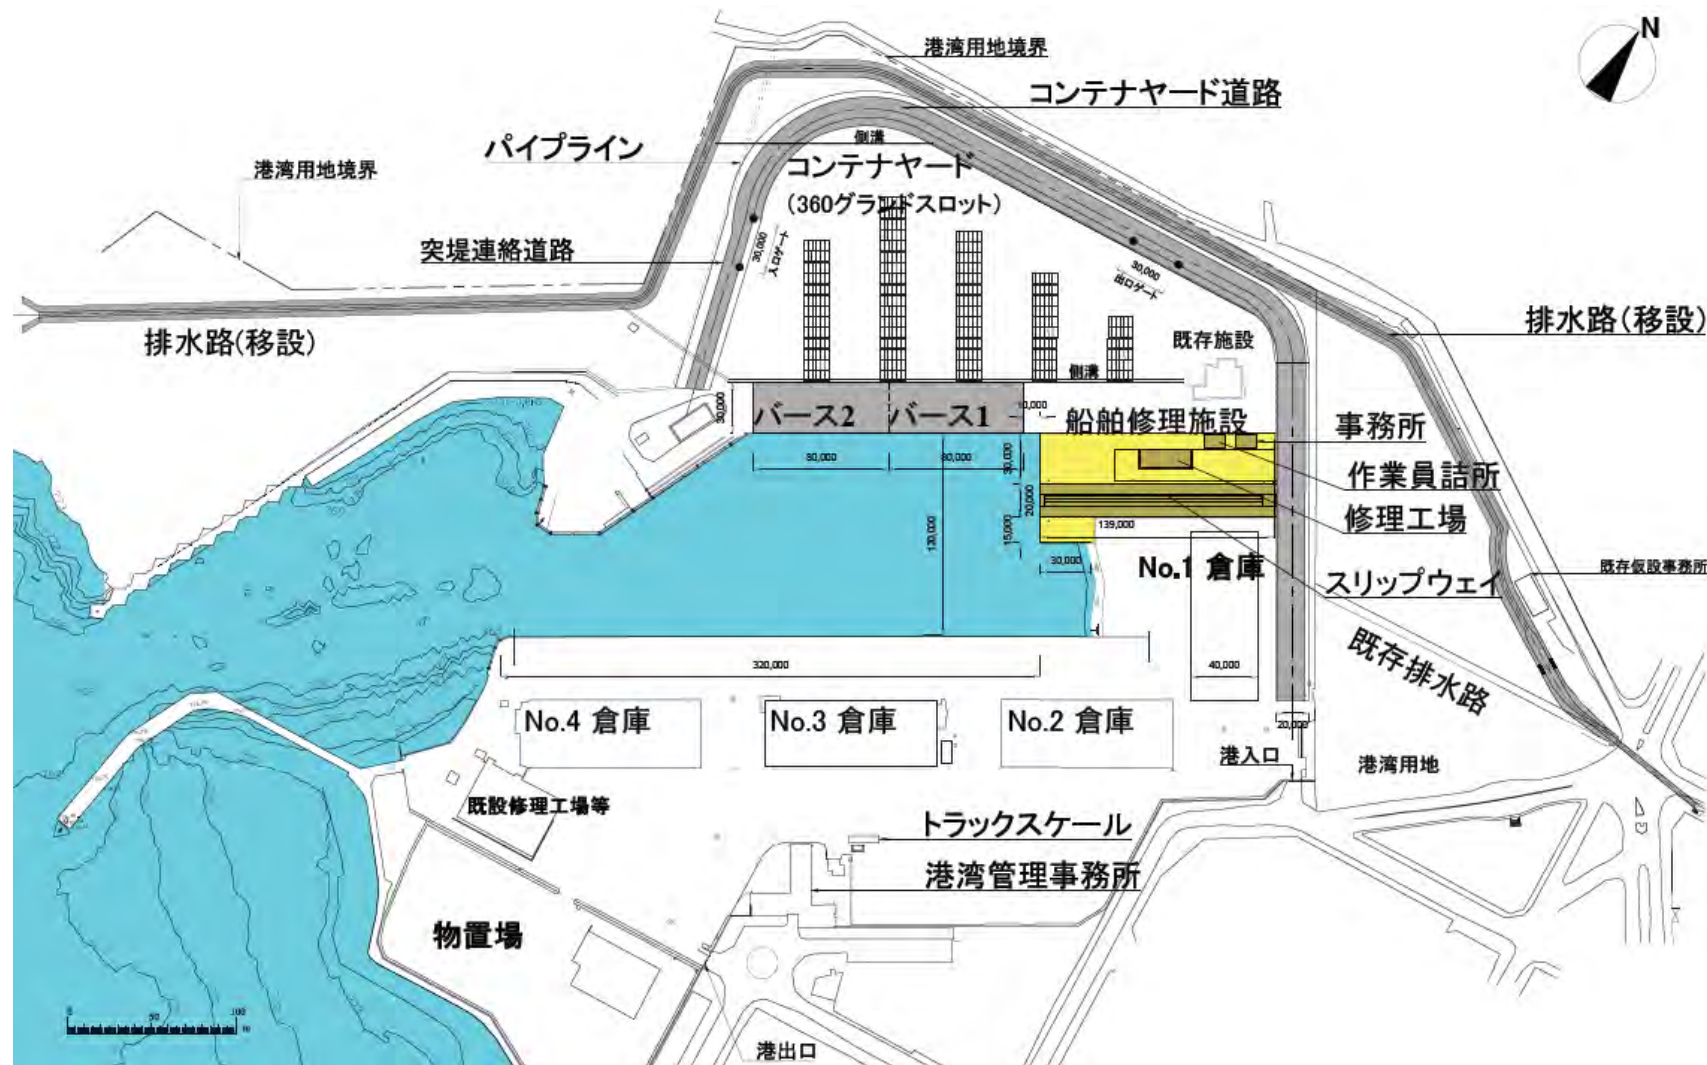 N
港湾用地境界
コンテナヤード道路
パイプライン
側溝
港湾用地境界
コンテナヤード
(360グランドスロット)
突堤連絡道路
30,000
入口ゲート
30,000
出口ゲート
排水路(移設)
排水路(移設)
既存施設
側溝
30,000
バース2
バース1
船舶修理施設
事務所
作業員詰所
修理工場
80,000
80,000
30,000
20,000
15,000
139,000
120,000
30,000
No.1 倉庫
スリップウェイ
既存仮設事務所
既存排水路
320,000
40,000
No.4 倉庫
No.3 倉庫
No.2 倉庫
20,000
港入口
港湾用地
既設修理工場等
トラックスケール
港湾管理事務所
物置場
0
50
100
m
港出口